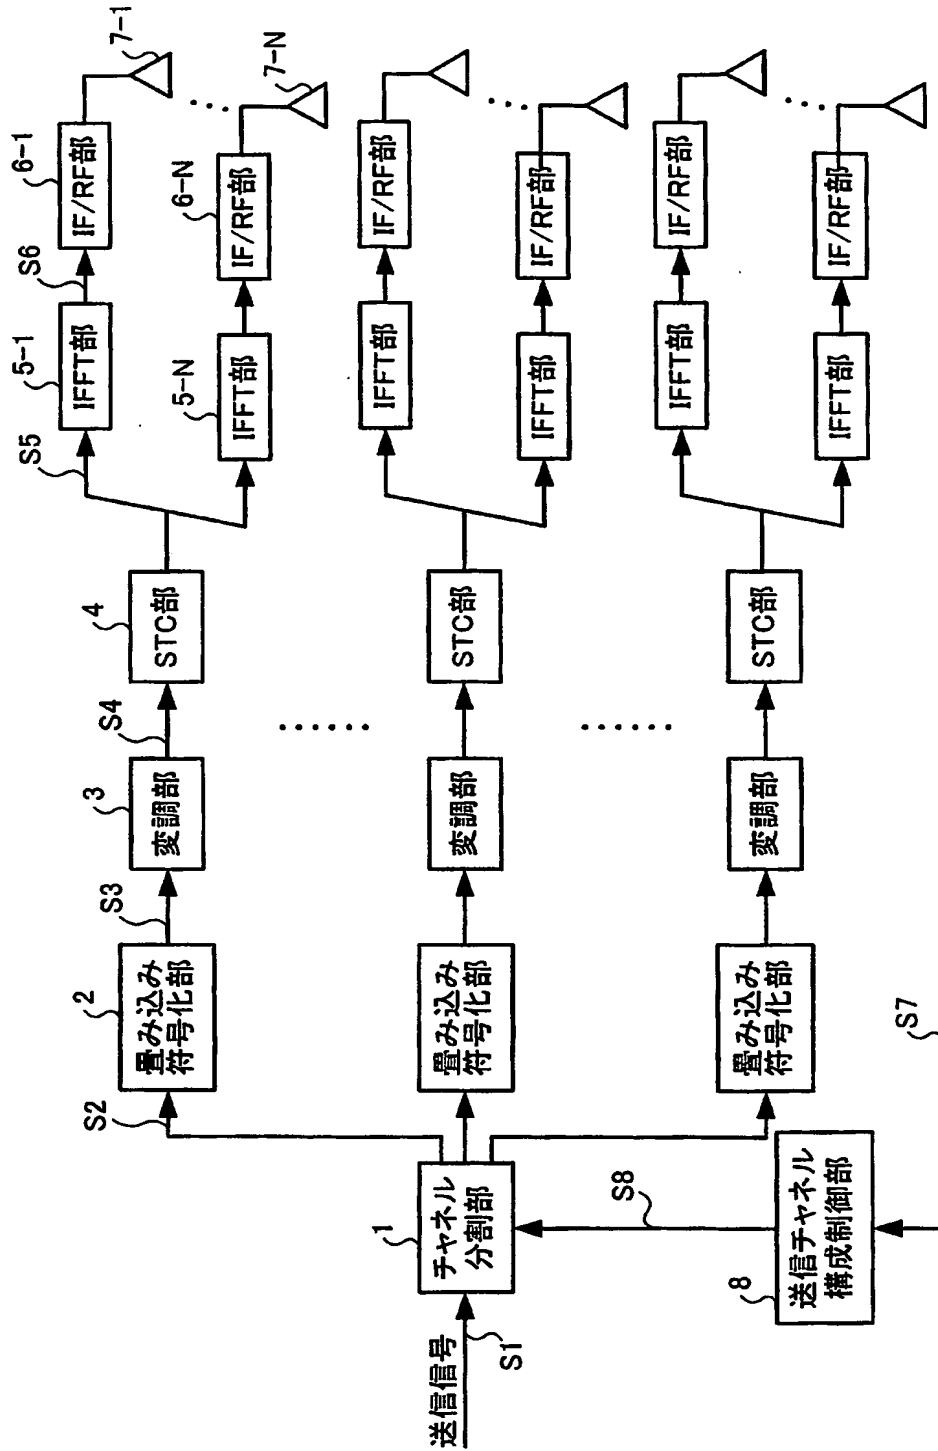 送信信号
S1
1
チャネル
分割部
S8
8
送信チャネル
構成制御部
S7
S2
2
畳み込み
符号化部
S3
3
変調部
S4
4
STC部
S5
5-1
IFFT部
S6
6-1
IF/RF部
7-1
5-N
IFFT部
6-N
IF/RF部
7-N
畳み込み
符号化部
変調部
STC部
IFFT部
IF/RF部
IFFT部
IF/RF部
畳み込み
符号化部
変調部
STC部
IFFT部
IF/RF部
IFFT部
IF/RF部